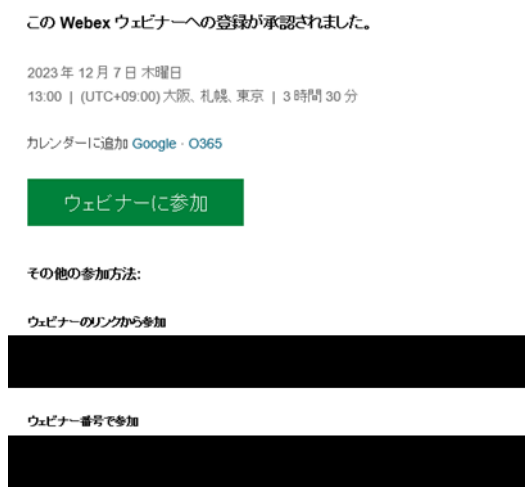 この Webex ウェビナーへの登録が承認されました。
2023 年 12 月 7 日 木曜日
13:00 | (UTC+09:00) 大阪、札幌、東京 | 3 時間 30 分
カレンダーに追加 Google · O365
ウェビナーに参加
その他の参加方法:
ウェビナーのリンクから参加
ウェビナー番号で参加